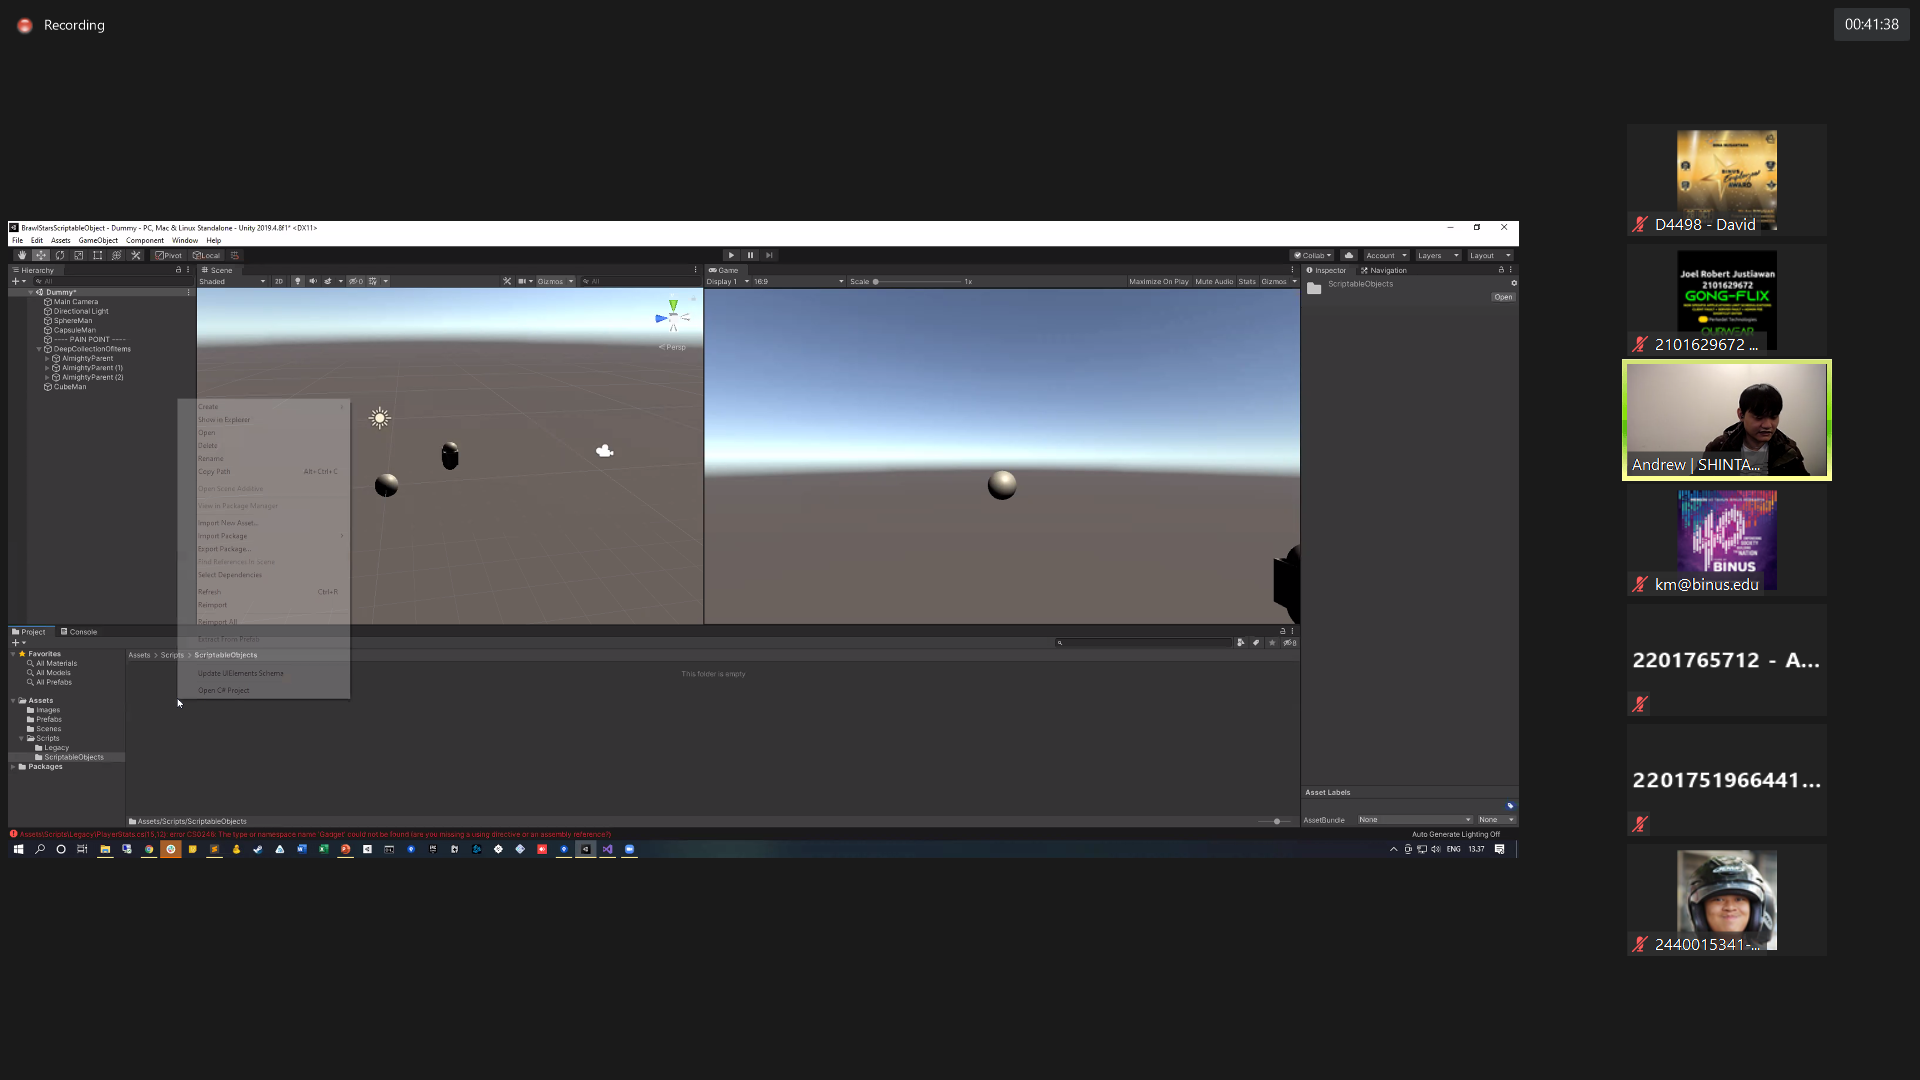 Recording
00:41:38
BrawlStarsScriptableObject - Dummy - PC, Mac & Linux Standalone - Unity 2019.4.8f1* <DX11>
File Edit Assets GameObject Component Window Help
Pivot Local
Collab Account Layers Layout
Hierarchy
All
Dummy*
Main Camera
Directional Light
SphereMan
CapsuleMan
---- PAIN POINT ----
DeepCollectionOfItems
AlmightyParent
AlmightyParent (1)
AlmightyParent (2)
CubeMan
Scene
Shaded 2D 0 Gizmos All
< Persp
Game
Display 1 16:9 Scale 1x Maximize On Play Mute Audio Stats Gizmos
Inspector Navigation
ScriptableObjects
Open
Create
Show in Explorer
Open
Delete
Rename
Copy Path Alt+Ctrl+C
Open Scene Additive
View in Package Manager
Import New Asset...
Import Package
Export Package...
Find References In Scene
Select Dependencies
Refresh Ctrl+R
Reimport
Reimport All
Extract From Prefab
Update UIElements Schema
Open C# Project
Project Console
Favorites
All Materials
All Models
All Prefabs
Assets
Images
Prefabs
Scenes
Scripts
Legacy
ScriptableObjects
Packages
Assets > Scripts > ScriptableObjects
This folder is empty
Assets/Scripts/ScriptableObjects
Asset Labels
AssetBundle None None
Assets\Scripts\Legacy\PlayerStats.cs(15,12): error CS0246: The type or namespace name 'Gadget' could not be found (are you missing a using directive or an assembly reference?)
Auto Generate Lighting Off
ENG 13.37
BINUS
AWARD
D4498 - David
Joel Robert Justiawan
2101629672
GONG-FLIX
OURWEAR
2101629672 ...
Andrew | SHINTA...
BINUS
km@binus.edu
2201765712 - A...
2201751966441...
2440015341-...